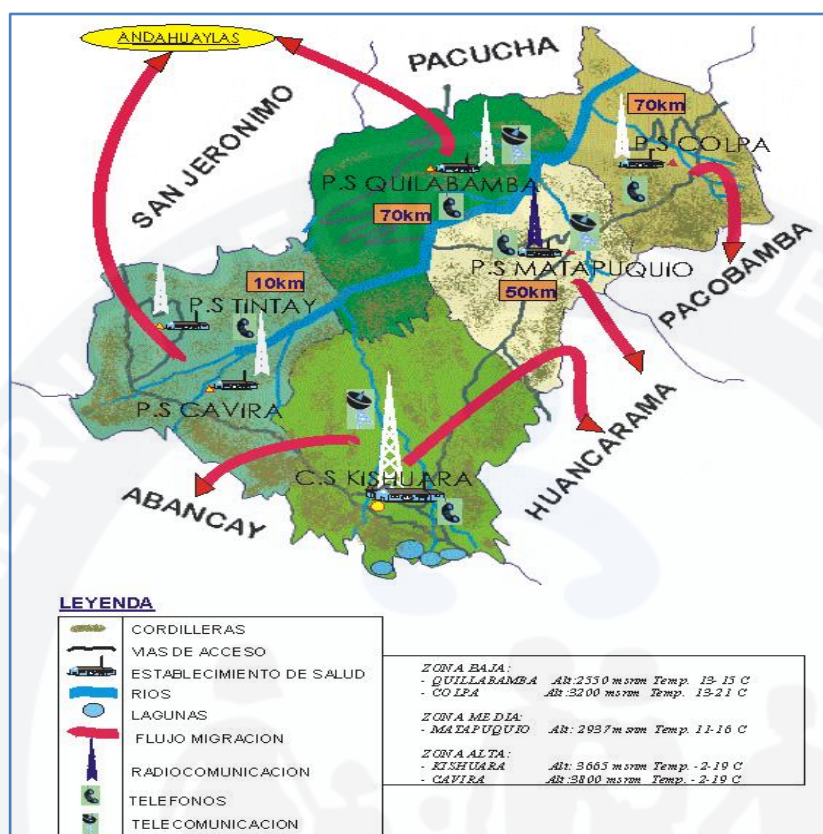 ANDAHUAYLAS
PACUCHA
SAN JERONIMO
70km
P.S COLPA
P.S QUILABAMBA
70km
P.S MATAPUQUIO
50km
PACOBAMBA
10km
P.S TINTAY
P.S CAVIRA
HUANCARAMA
C.S KISHUARA
ABANCAY
LEYENDA
CORDILLERAS
VIAS DE ACCESO
ESTABLECIMIENTO DE SALUD
RIOS
LAGUNAS
FLUJO MIGRACION
RADIOCOMUNICACION
TELEFONOS
TELECOMUNICACION
ZONA BAJA:
- QUILLABAMBA Alt:2550 msnm Temp. 13-15 C
- COLPA Alt:3200 msnm Temp. 13-21 C
ZONA MEDIA:
- MATAPUQUIO Alt: 2937 msnm Temp. 11-16 C
ZONA ALTA:
- KISHUARA Alt: 3665 msnm Temp. -2-19 C
- CAVIRA Alt:3800 msnm Temp. -2-19 C